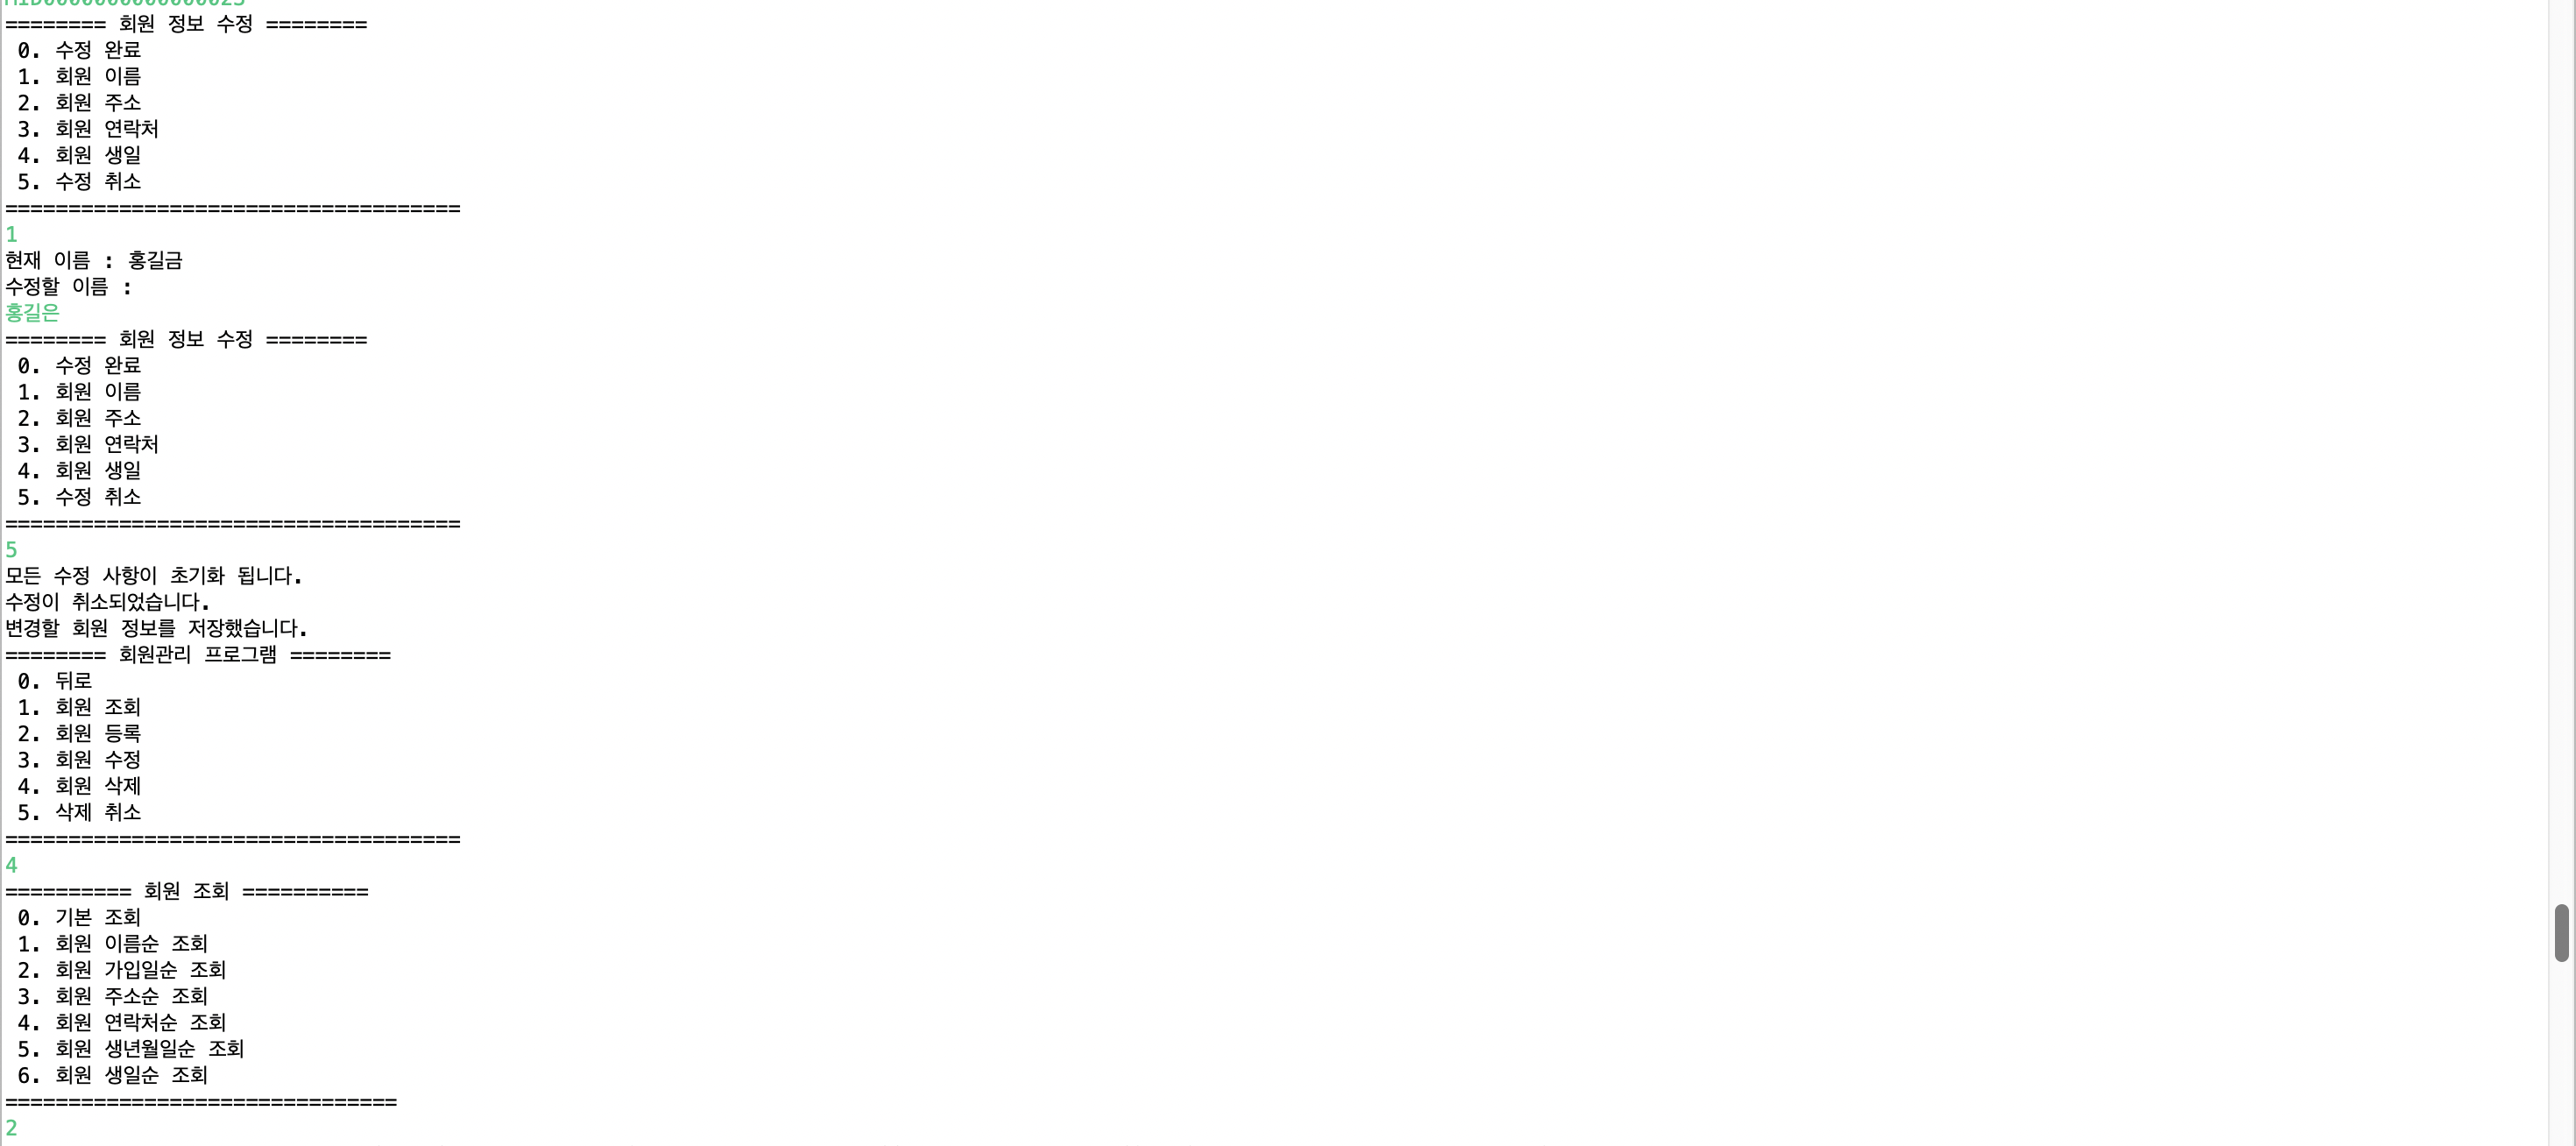 ======== 회원 정보 수정 ========
0. 수정 완료
1. 회원 이름
2. 회원 주소
3. 회원 연락처
4. 회원 생일
5. 수정 취소
====================================
1
현재 이름 : 홍길금
수정할 이름 :
홍길은
======== 회원 정보 수정 ========
0. 수정 완료
1. 회원 이름
2. 회원 주소
3. 회원 연락처
4. 회원 생일
5. 수정 취소
====================================
5
모든 수정 사항이 초기화 됩니다.
수정이 취소되었습니다.
변경할 회원 정보를 저장했습니다.
======== 회원관리 프로그램 ========
0. 뒤로
1. 회원 조회
2. 회원 등록
3. 회원 수정
4. 회원 삭제
5. 삭제 취소
====================================
4
========== 회원 조회 ==========
0. 기본 조회
1. 회원 이름순 조회
2. 회원 가입일순 조회
3. 회원 주소순 조회
4. 회원 연락처순 조회
5. 회원 생년월일순 조회
6. 회원 생일순 조회
===============================
2